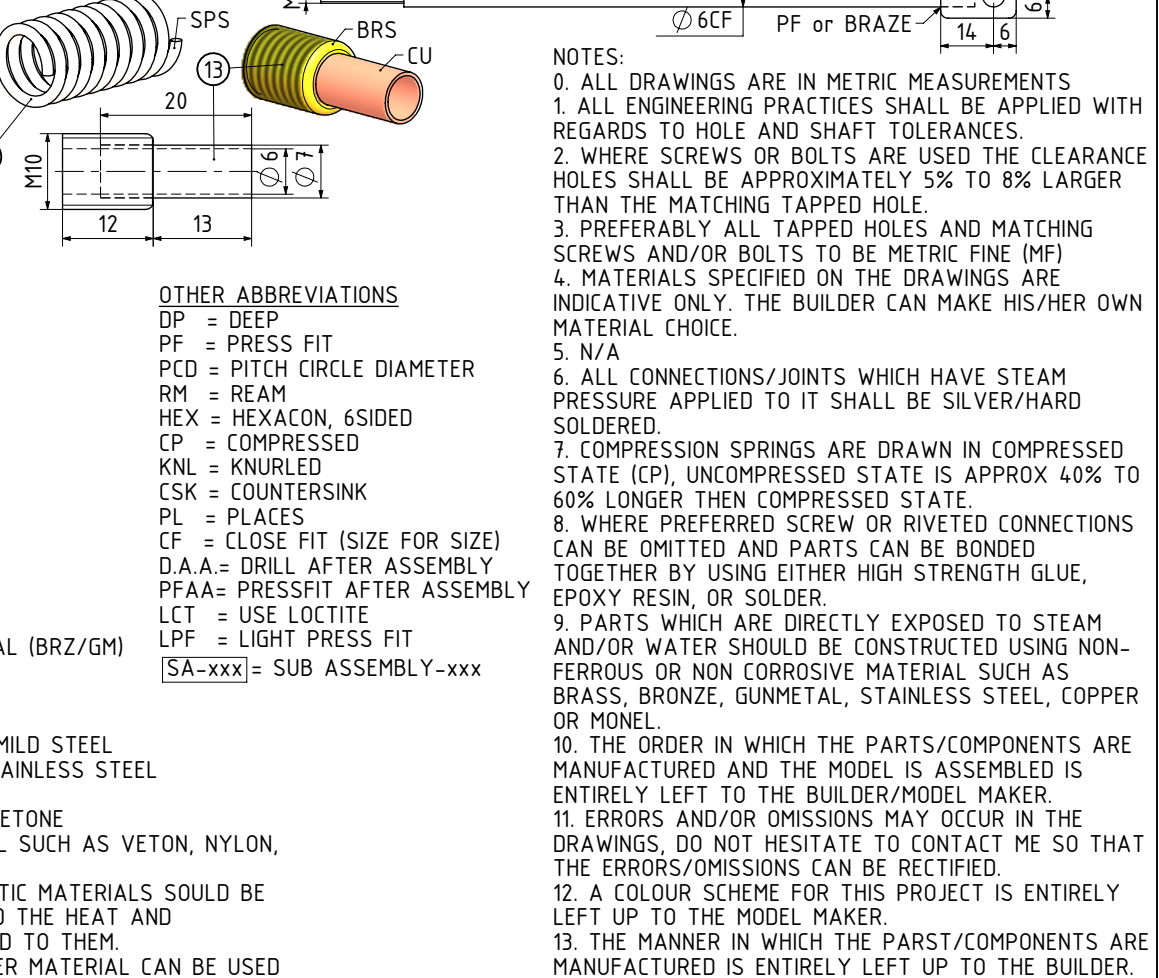 SPS
BRS
CU
13
20
M10
Ø 6
Ø 7
12
13
Ø 6CF
PF or BRAZE
14
6
6
OTHER ABBREVIATIONS
DP = DEEP
PF = PRESS FIT
PCD = PITCH CIRCLE DIAMETER
RM = REAM
HEX = HEXACON, 6SIDED
CP = COMPRESSED
KNL = KNURLED
CSK = COUNTERSINK
PL = PLACES
CF = CLOSE FIT (SIZE FOR SIZE)
D.A.A.= DRILL AFTER ASSEMBLY
PFAA= PRESSFIT AFTER ASSEMBLY
LCT = USE LOCTITE
LPF = LIGHT PRESS FIT
SA-xxx = SUB ASSEMBLY-xxx
AL (BRZ/GM)
MILD STEEL
AINLESS STEEL
ETONE
L SUCH AS VETON, NYLON,
TIC MATERIALS SOULD BE
O THE HEAT AND
D TO THEM.
ER MATERIAL CAN BE USED
NOTES:
0. ALL DRAWINGS ARE IN METRIC MEASUREMENTS
1. ALL ENGINEERING PRACTICES SHALL BE APPLIED WITH
REGARDS TO HOLE AND SHAFT TOLERANCES.
2. WHERE SCREWS OR BOLTS ARE USED THE CLEARANCE
HOLES SHALL BE APPROXIMATELY 5% TO 8% LARGER
THAN THE MATCHING TAPPED HOLE.
3. PREFERABLY ALL TAPPED HOLES AND MATCHING
SCREWS AND/OR BOLTS TO BE METRIC FINE (MF)
4. MATERIALS SPECIFIED ON THE DRAWINGS ARE
INDICATIVE ONLY. THE BUILDER CAN MAKE HIS/HER OWN
MATERIAL CHOICE.
5. N/A
6. ALL CONNECTIONS/JOINTS WHICH HAVE STEAM
PRESSURE APPLIED TO IT SHALL BE SILVER/HARD
SOLDERED.
7. COMPRESSION SPRINGS ARE DRAWN IN COMPRESSED
STATE (CP), UNCOMPRESSED STATE IS APPROX 40% TO
60% LONGER THEN COMPRESSED STATE.
8. WHERE PREFERRED SCREW OR RIVETED CONNECTIONS
CAN BE OMITTED AND PARTS CAN BE BONDED
TOGETHER BY USING EITHER HIGH STRENGTH GLUE,
EPOXY RESIN, OR SOLDER.
9. PARTS WHICH ARE DIRECTLY EXPOSED TO STEAM
AND/OR WATER SHOULD BE CONSTRUCTED USING NON-
FERROUS OR NON CORROSIVE MATERIAL SUCH AS
BRASS, BRONZE, GUNMETAL, STAINLESS STEEL, COPPER
OR MONEL.
10. THE ORDER IN WHICH THE PARTS/COMPONENTS ARE
MANUFACTURED AND THE MODEL IS ASSEMBLED IS
ENTIRELY LEFT TO THE BUILDER/MODEL MAKER.
11. ERRORS AND/OR OMISSIONS MAY OCCUR IN THE
DRAWINGS, DO NOT HESITATE TO CONTACT ME SO THAT
THE ERRORS/OMISSIONS CAN BE RECTIFIED.
12. A COLOUR SCHEME FOR THIS PROJECT IS ENTIRELY
LEFT UP TO THE MODEL MAKER.
13. THE MANNER IN WHICH THE PARST/COMPONENTS ARE
MANUFACTURED IS ENTIRELY LEFT UP TO THE BUILDER.